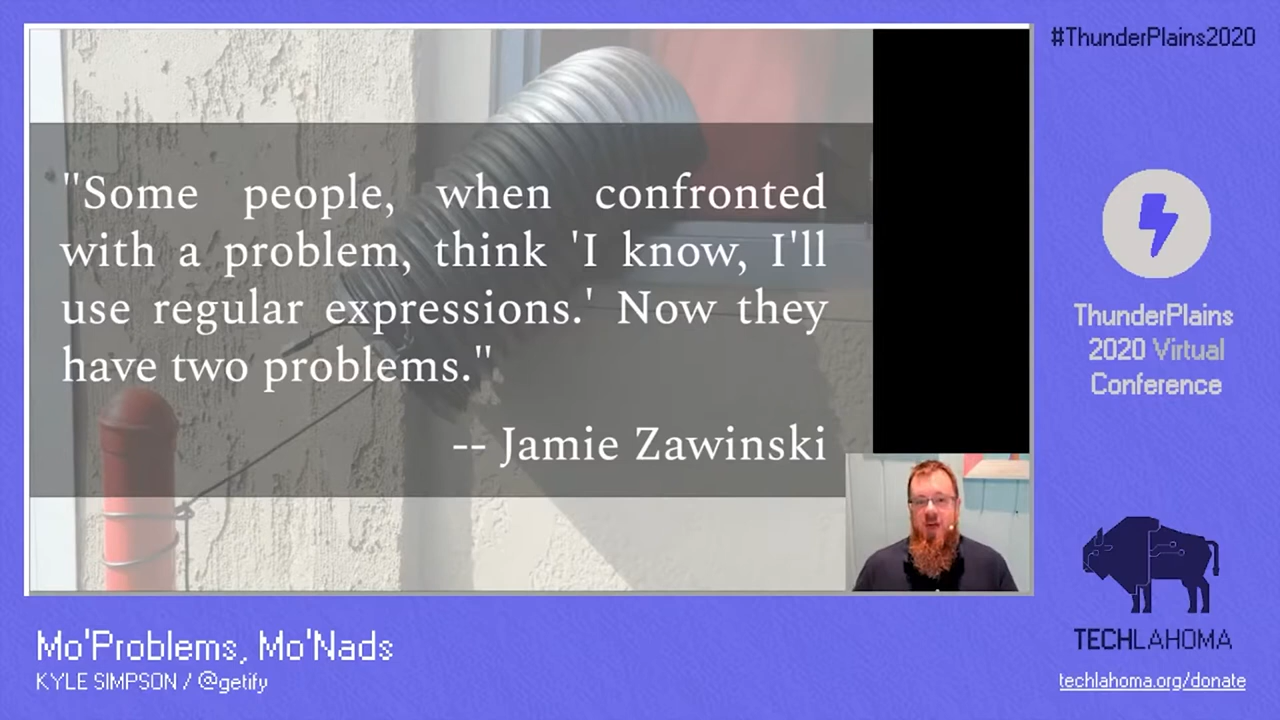 #ThunderPlains2020
"Some people, when confronted
with a problem, think 'I know, I'll
use regular expressions.' Now they
have two problems."
-- Jamie Zawinski
ThunderPlains
2020 Virtual
Conference
TECHLAHOMA
techlahoma.org/donate
Mo'Problems, Mo'Nads
KYLE SIMPSON / @getify